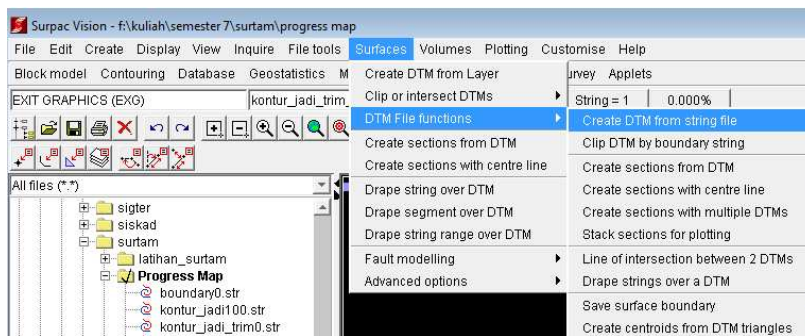 Surpac Vision - f:\kuliah\semester 7\surtam\progress map
File Edit Create Display View Inquire File tools Surfaces Volumes Plotting Customise Help
Block model Contouring Database Geostatistics M
urvey Applets
EXIT GRAPHICS (EXG)
kontur_jadi_trim_
String = 1
0.000%
All files (*.*)
sigter
siskad
surtam
latihan_surtam
Progress Map
boundary0.str
kontur_jadi100.str
kontur_jadi_trim0.str
Create DTM from Layer
Clip or intersect DTMs
DTM File functions
Create sections from DTM
Create sections with centre line
Drape string over DTM
Drape segment over DTM
Drape string range over DTM
Fault modelling
Advanced options
Create DTM from string file
Clip DTM by boundary string
Create sections from DTM
Create sections with centre line
Create sections with multiple DTMs
Stack sections for plotting
Line of intersection between 2 DTMs
Drape strings over a DTM
Save surface boundary
Create centroids from DTM triangles